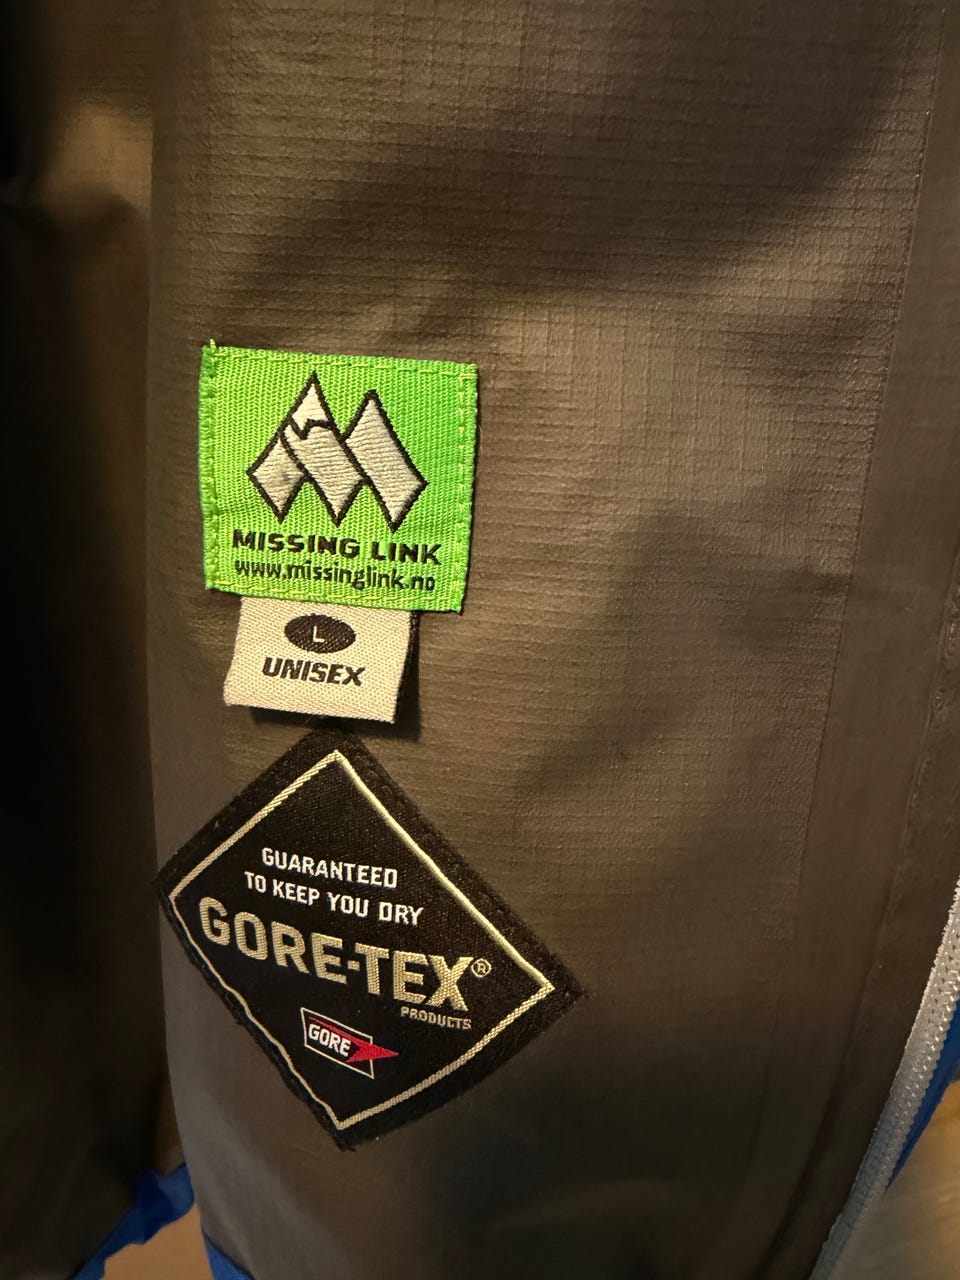 MISSING LINK
www.missinglink.no
L
UNISEX
GUARANTEED
TO KEEP YOU DRY
GORE-TEX®
PRODUCTS
GORE